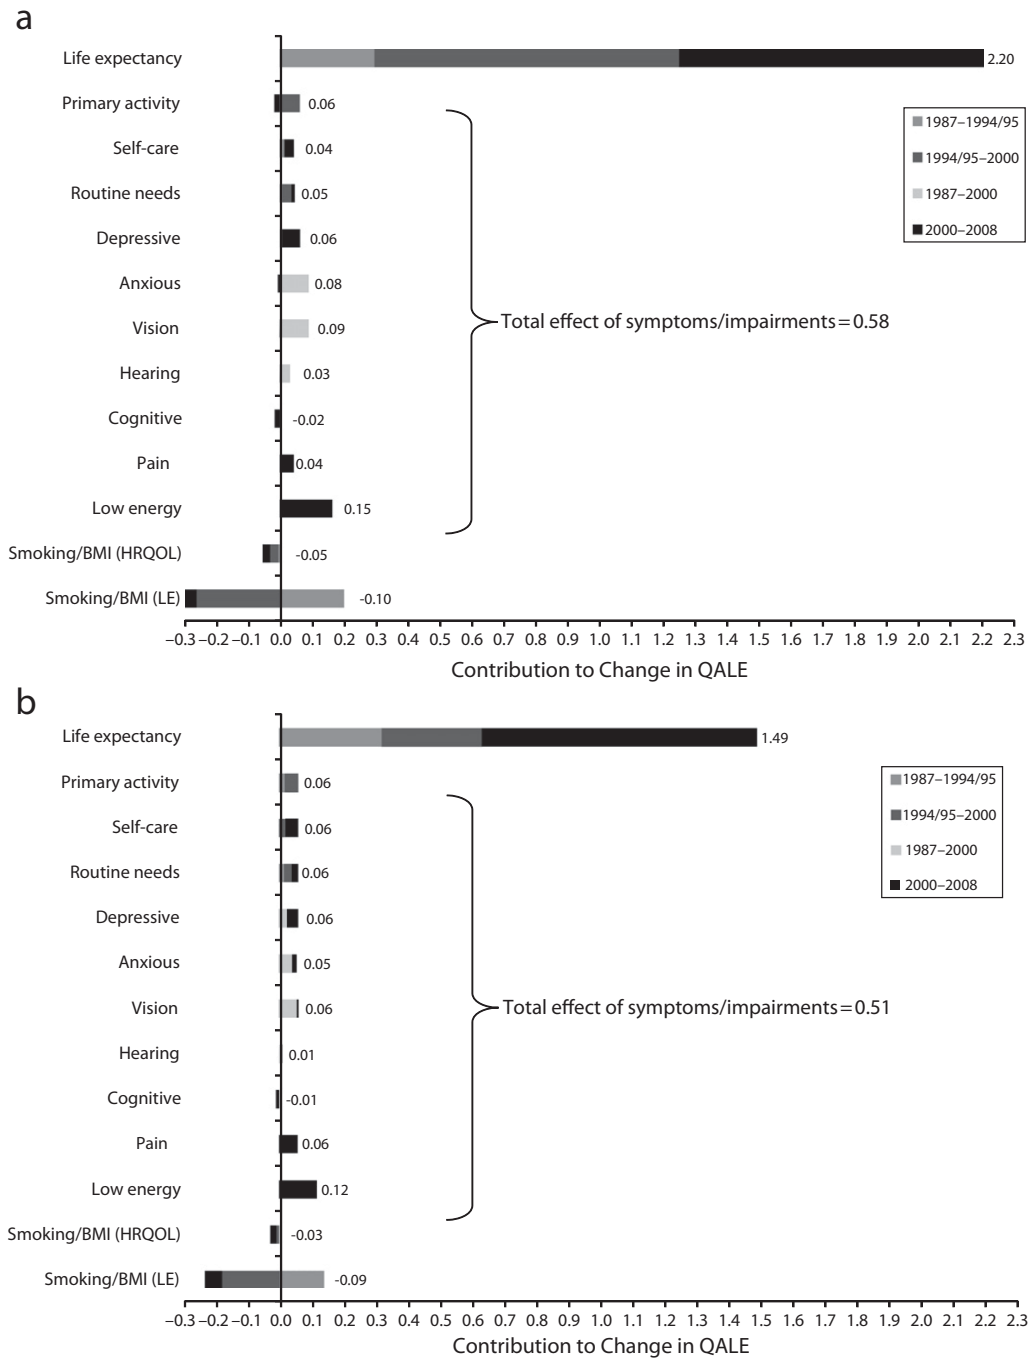 a
Life expectancy
2.20
Primary activity
0.06
1987–1994/95
Self-care
0.04
1994/95–2000
Routine needs
0.05
1987–2000
Depressive
0.06
2000–2008
Anxious
0.08
Total effect of symptoms/impairments=0.58
Vision
0.09
Hearing
0.03
Cognitive
-0.02
Pain
0.04
Low energy
0.15
Smoking/BMI (HRQOL)
-0.05
Smoking/BMI (LE)
-0.10
−0.3 −0.2 −0.1 0.0 0.1 0.2 0.3 0.4 0.5 0.6 0.7 0.8 0.9 1.0 1.1 1.2 1.3 1.4 1.5 1.6 1.7 1.8 1.9 2.0 2.1 2.2 2.3
Contribution to Change in QALE
b
Life expectancy
1.49
Primary activity
0.06
1987–1994/95
Self-care
0.06
1994/95–2000
Routine needs
0.06
1987–2000
Depressive
0.06
2000–2008
Anxious
0.05
Vision
0.06
Total effect of symptoms/impairments=0.51
Hearing
0.01
Cognitive
-0.01
Pain
0.06
Low energy
0.12
Smoking/BMI (HRQOL)
-0.03
Smoking/BMI (LE)
-0.09
−0.3 −0.2 −0.1 0.0 0.1 0.2 0.3 0.4 0.5 0.6 0.7 0.8 0.9 1.0 1.1 1.2 1.3 1.4 1.5 1.6 1.7 1.8 1.9 2.0 2.1 2.2 2.3
Contribution to Change in QALE